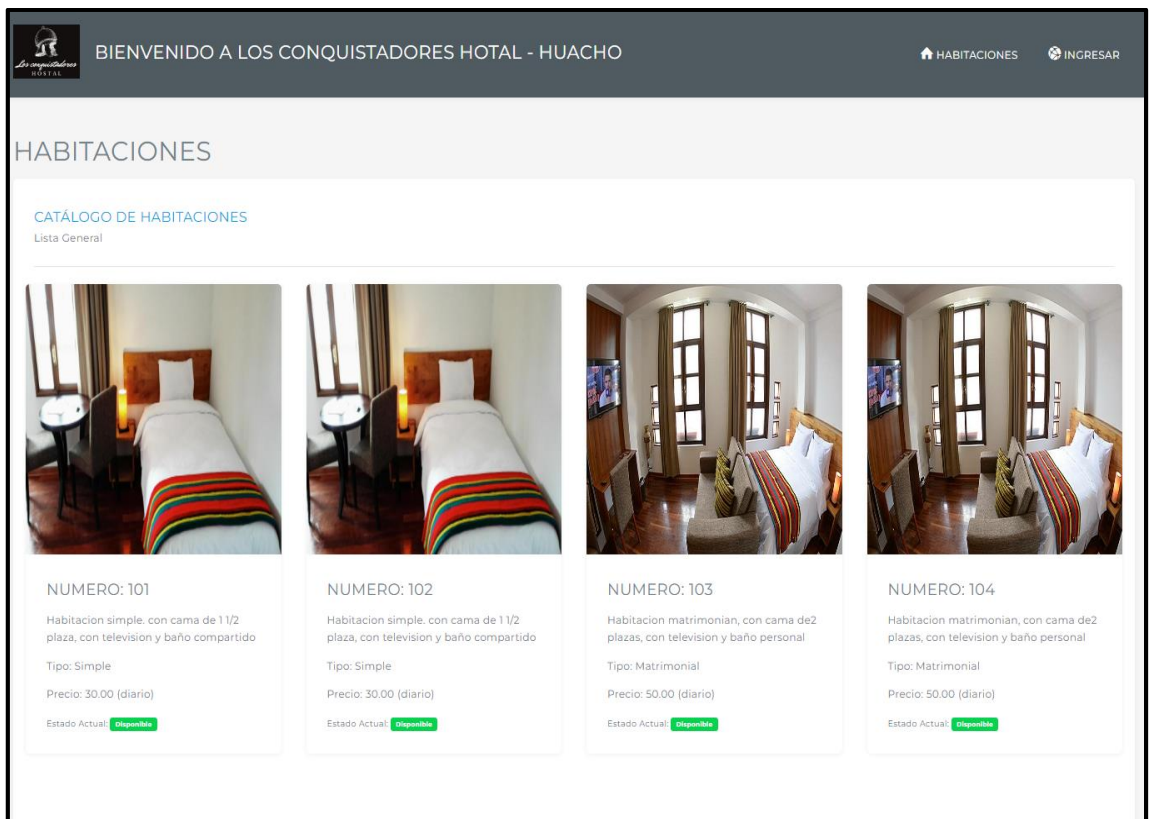 Los conquistadores
HOSTAL
BIENVENIDO A LOS CONQUISTADORES HOTAL - HUACHO
HABITACIONES
INGRESAR
HABITACIONES
CATÁLOGO DE HABITACIONES
Lista General
NUMERO: 101
Habitacion simple. con cama de 1 1/2
plaza, con television y baño compartido
Tipo: Simple
Precio: 30.00 (diario)
Estado Actual: Disponible
NUMERO: 102
Habitacion simple. con cama de 1 1/2
plaza, con television y baño compartido
Tipo: Simple
Precio: 30.00 (diario)
Estado Actual: Disponible
NUMERO: 103
Habitacion matrimonian, con cama de2
plazas, con television y baño personal
Tipo: Matrimonial
Precio: 50.00 (diario)
Estado Actual: Disponible
NUMERO: 104
Habitacion matrimonian, con cama de2
plazas, con television y baño personal
Tipo: Matrimonial
Precio: 50.00 (diario)
Estado Actual: Disponible